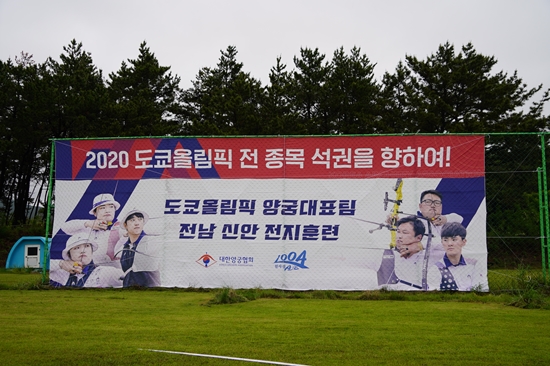 2020 도쿄올림픽 전 종목 석권을 향하여!
도쿄올림픽 양궁대표팀
전남 신안 전지훈련
대한양궁협회
1004